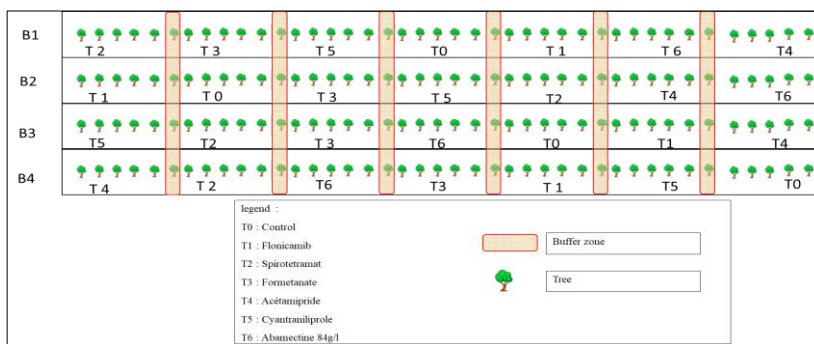 B1
T 2 T 3 T 5 T0 T 1 T 6 T4
B2
T 1 T 0 T 3 T 5 T2 T4 T6
B3
T5 T2 T3 T6 T0 T1 T4
B4
T 4 T 2 T6 T3 T 1 T5 T0
legend :
T0 : Control
T1 : Flonicamib
T2 : Spirotetramat
T3 : Formetanate
T4 : Acétamipride
T5 : Cyantraniliprole
T6 : Abamectine 84g/l
Buffer zone
Tree